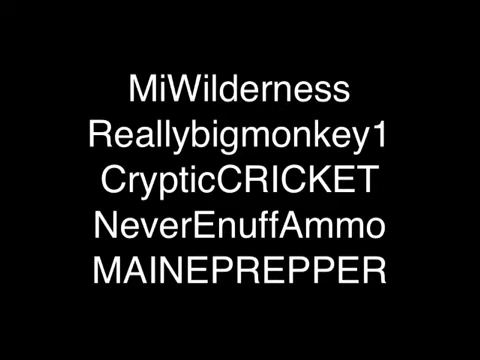 MiWilderness
Reallybigmonkey1
CrypticCRICKET
NeverEnuffAmmo
MAINEPREPPER